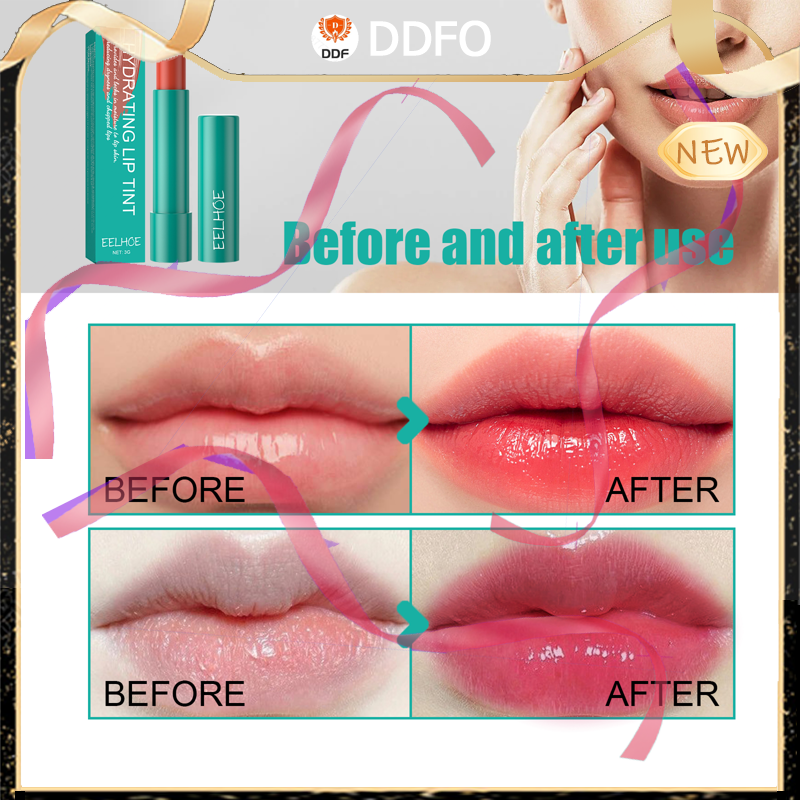 DDF
DDFO
HYDRATING LIP TINT
EELHOE
NET: 3G
EELHOE
NEW
Before and after use
BEFORE
AFTER
BEFORE
AFTER